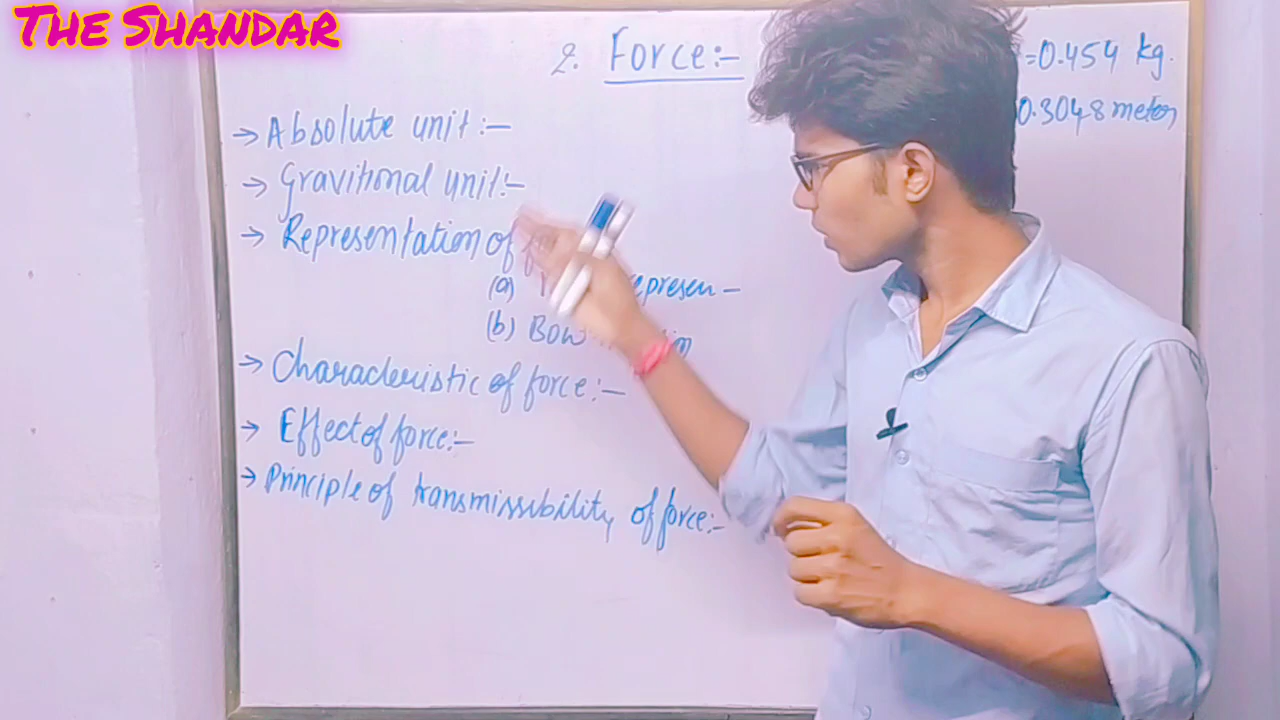 THE SHANDAR
2. Force:-
=0.454 kg.
0.3048 meter
→ Absolute unit:-
→ Gravitional unit:-
→ Representation of
(a) represen-
(b) Bow
→ Characteristic of force:-
→ Effect of force:-
→ Principle of transmissibility of force:-